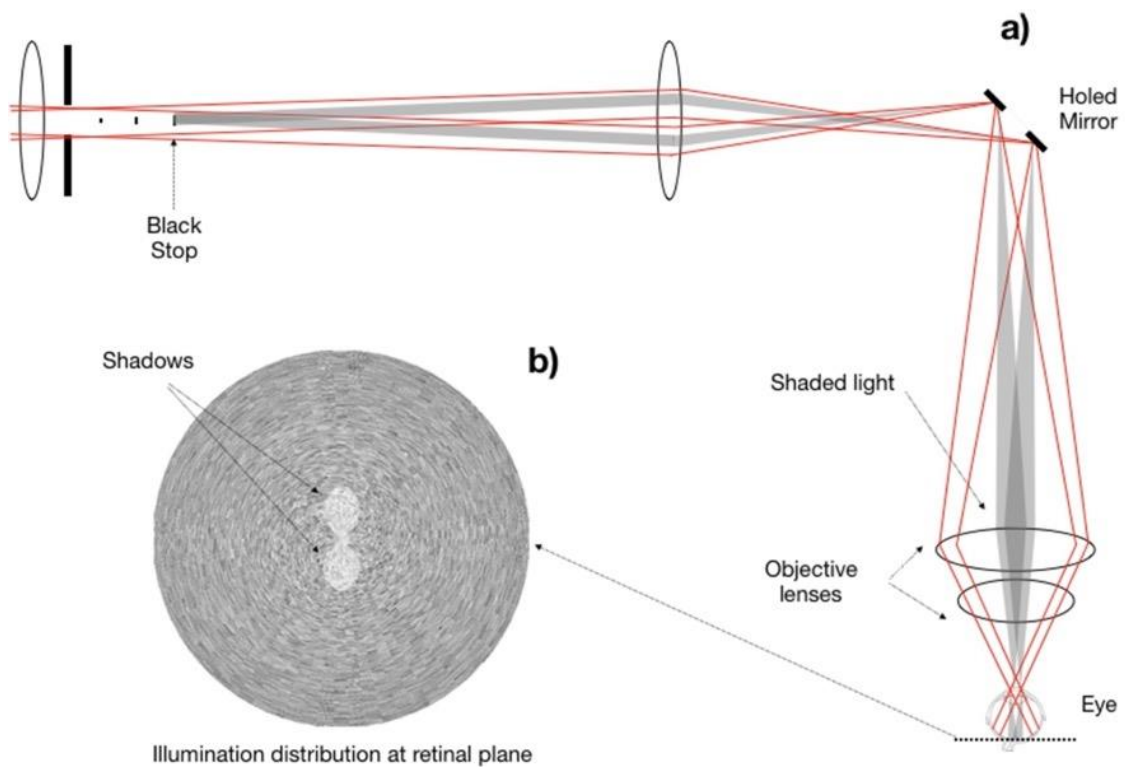 a)
Holed
Mirror
Black
Stop
Shadows
b)
Shaded light
Objective
lenses
Eye
Illumination distribution at retinal plane